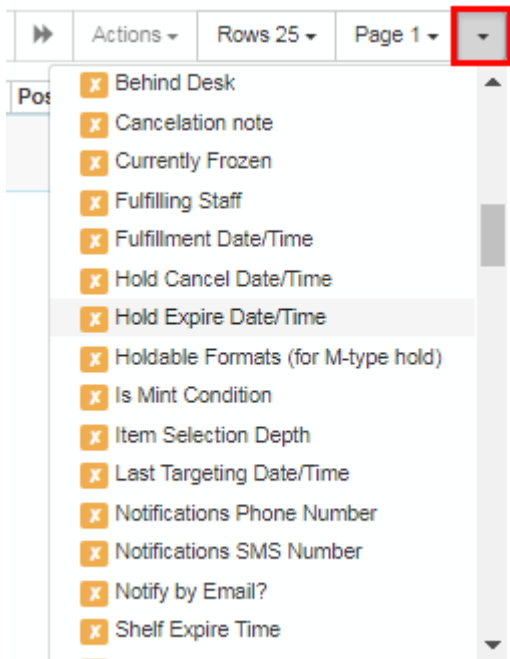 Actions Rows 25 Page 1
Pos
x Behind Desk
x Cancelation note
x Currently Frozen
x Fulfilling Staff
x Fulfillment Date/Time
x Hold Cancel Date/Time
x Hold Expire Date/Time
x Holdable Formats (for M-type hold)
x Is Mint Condition
x Item Selection Depth
x Last Targeting Date/Time
x Notifications Phone Number
x Notifications SMS Number
x Notify by Email?
x Shelf Expire Time